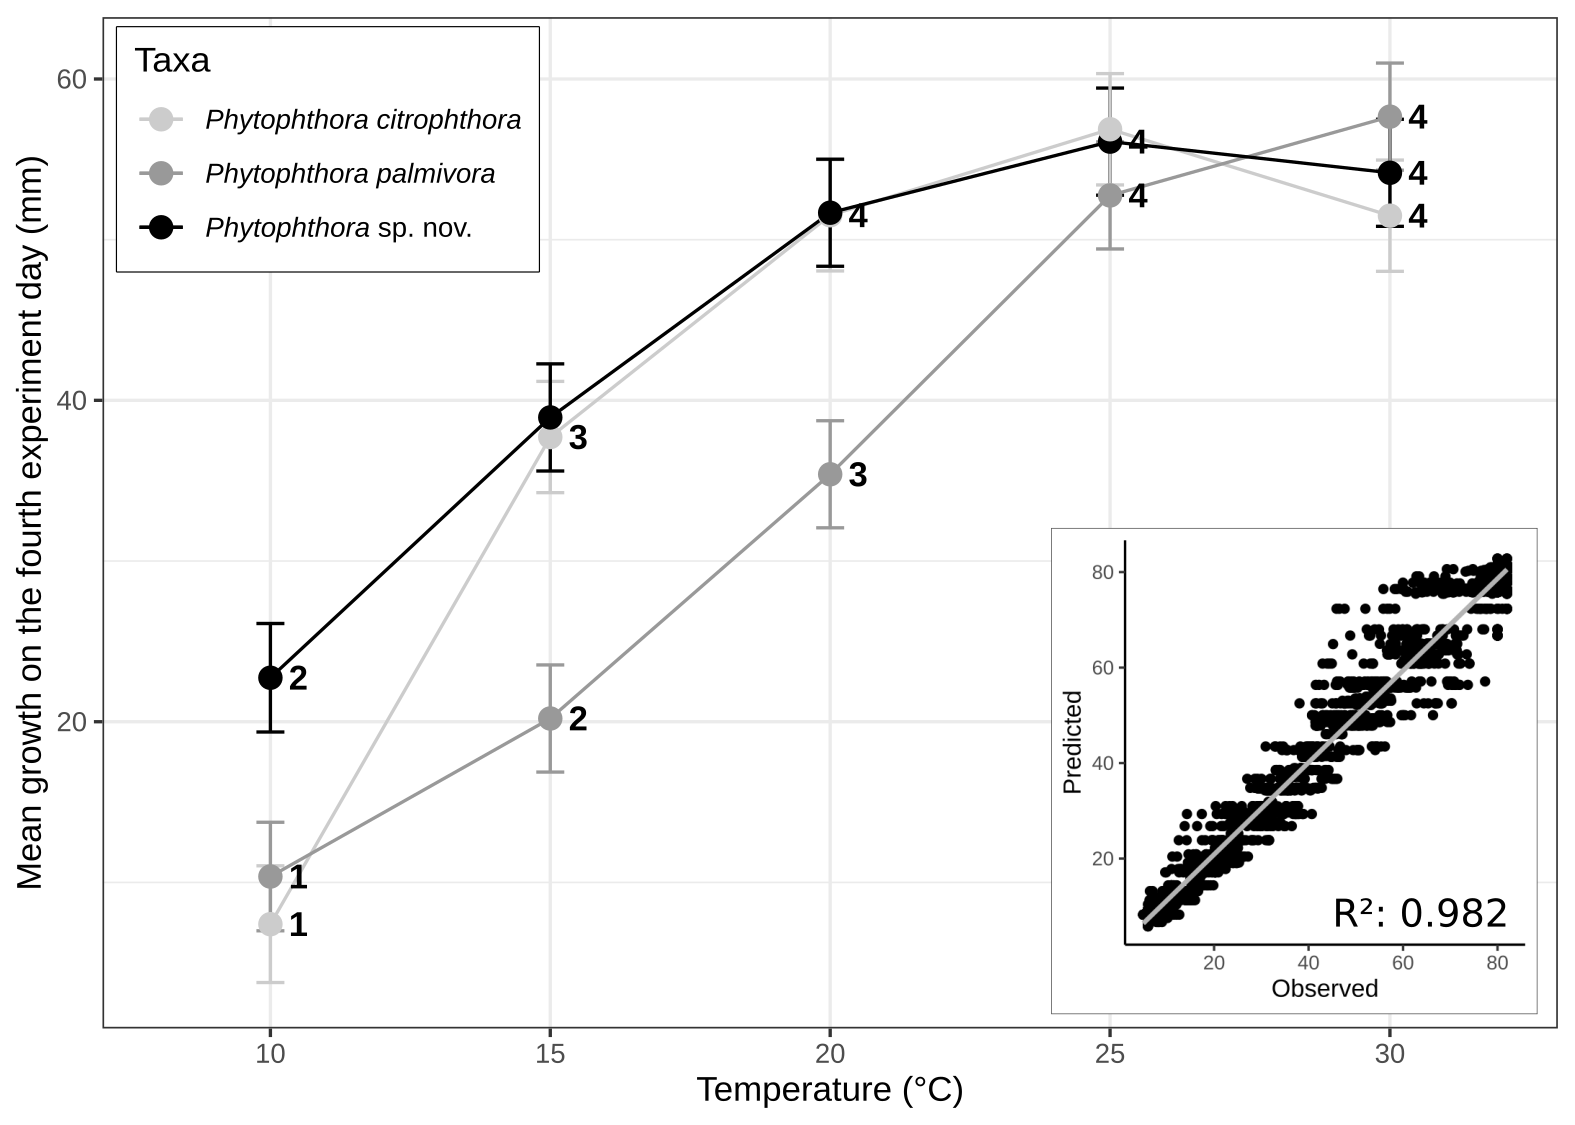 Taxa
Phytophthora citrophthora
Phytophthora palmivora
Phytophthora sp. nov.
Mean growth on the fourth experiment day (mm)
60
40
20
4
4
4
4
4
4
3
3
2
2
1
1
80
60
40
20
Predicted
R²: 0.982
20 40 60 80
Observed
10 15 20 25 30
Temperature (°C)